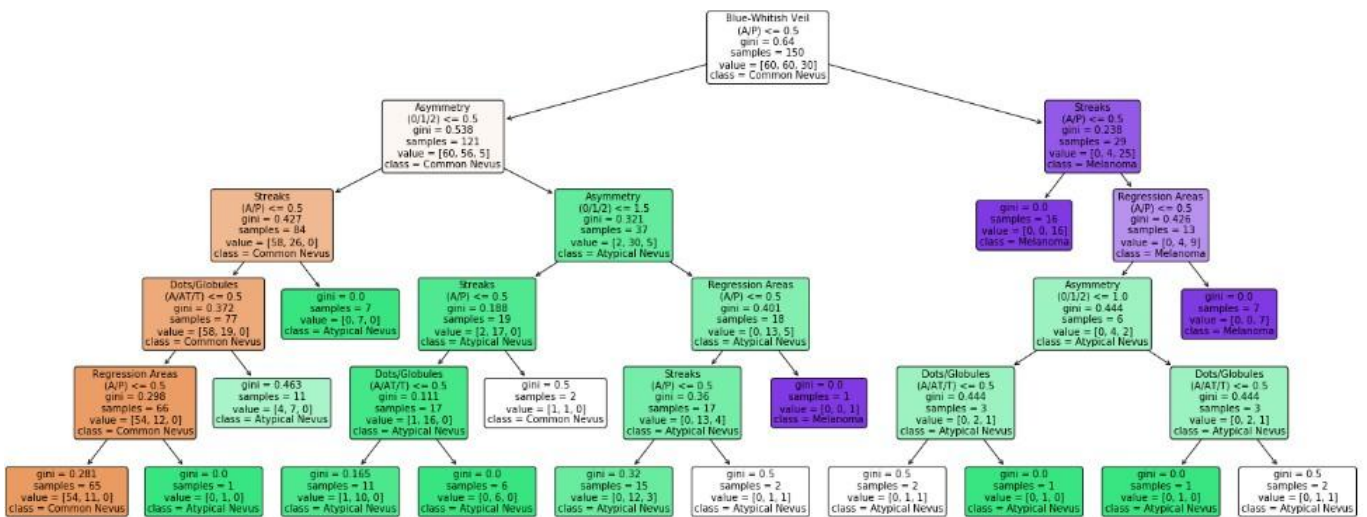 Blue-Whitish Veil
(A/P) <= 0.5
gini = 0.64
samples = 150
value = [60, 60, 30]
class = Common Nevus
Asymmetry
(0/1/2) <= 0.5
gini = 0.538
samples = 121
value = [60, 56, 5]
class = Common Nevus
Streaks
(A/P) <= 0.5
gini = 0.238
samples = 29
value = [0, 4, 25]
class = Melanoma
Streaks
(A/P) <= 0.5
gini = 0.427
samples = 84
value = [58, 26, 0]
class = Common Nevus
Asymmetry
(0/1/2) <= 1.5
gini = 0.321
samples = 37
value = [2, 30, 5]
class = Atypical Nevus
gini = 0.0
samples = 16
value = [0, 0, 16]
class = Melanoma
Regression Areas
(A/P) <= 0.5
gini = 0.426
samples = 13
value = [0, 4, 9]
class = Melanoma
Dots/Globules
(A/AT/T) <= 0.5
gini = 0.372
samples = 77
value = [58, 19, 0]
class = Common Nevus
gini = 0.0
samples = 7
value = [0, 7, 0]
class = Atypical Nevus
Streaks
(A/P) <= 0.5
gini = 0.188
samples = 19
value = [2, 17, 0]
class = Atypical Nevus
Regression Areas
(A/P) <= 0.5
gini = 0.401
samples = 18
value = [0, 13, 5]
class = Atypical Nevus
Asymmetry
(0/1/2) <= 1.0
gini = 0.444
samples = 6
value = [0, 4, 2]
class = Atypical Nevus
gini = 0.0
samples = 7
value = [0, 0, 7]
class = Melanoma
Regression Areas
(A/P) <= 0.5
gini = 0.298
samples = 66
value = [54, 12, 0]
class = Common Nevus
gini = 0.463
samples = 11
value = [4, 7, 0]
class = Atypical Nevus
Dots/Globules
(A/AT/T) <= 0.5
gini = 0.111
samples = 17
value = [1, 16, 0]
class = Atypical Nevus
gini = 0.5
samples = 2
value = [1, 1, 0]
class = Common Nevus
Streaks
(A/P) <= 0.5
gini = 0.36
samples = 17
value = [0, 13, 4]
class = Atypical Nevus
gini = 0.0
samples = 1
value = [0, 0, 1]
class = Melanoma
Dots/Globules
(A/AT/T) <= 0.5
gini = 0.444
samples = 3
value = [0, 2, 1]
class = Atypical Nevus
Dots/Globules
(A/AT/T) <= 0.5
gini = 0.444
samples = 3
value = [0, 2, 1]
class = Atypical Nevus
gini = 0.281
samples = 65
value = [54, 11, 0]
class = Common Nevus
gini = 0.0
samples = 1
value = [0, 1, 0]
class = Atypical Nevus
gini = 0.165
samples = 11
value = [1, 10, 0]
class = Atypical Nevus
gini = 0.0
samples = 6
value = [0, 6, 0]
class = Atypical Nevus
gini = 0.32
samples = 15
value = [0, 12, 3]
class = Atypical Nevus
gini = 0.5
samples = 2
value = [0, 1, 1]
class = Atypical Nevus
gini = 0.5
samples = 2
value = [0, 1, 1]
class = Atypical Nevus
gini = 0.0
samples = 1
value = [0, 1, 0]
class = Atypical Nevus
gini = 0.0
samples = 1
value = [0, 1, 0]
class = Atypical Nevus
gini = 0.5
samples = 2
value = [0, 1, 1]
class = Atypical Nevus